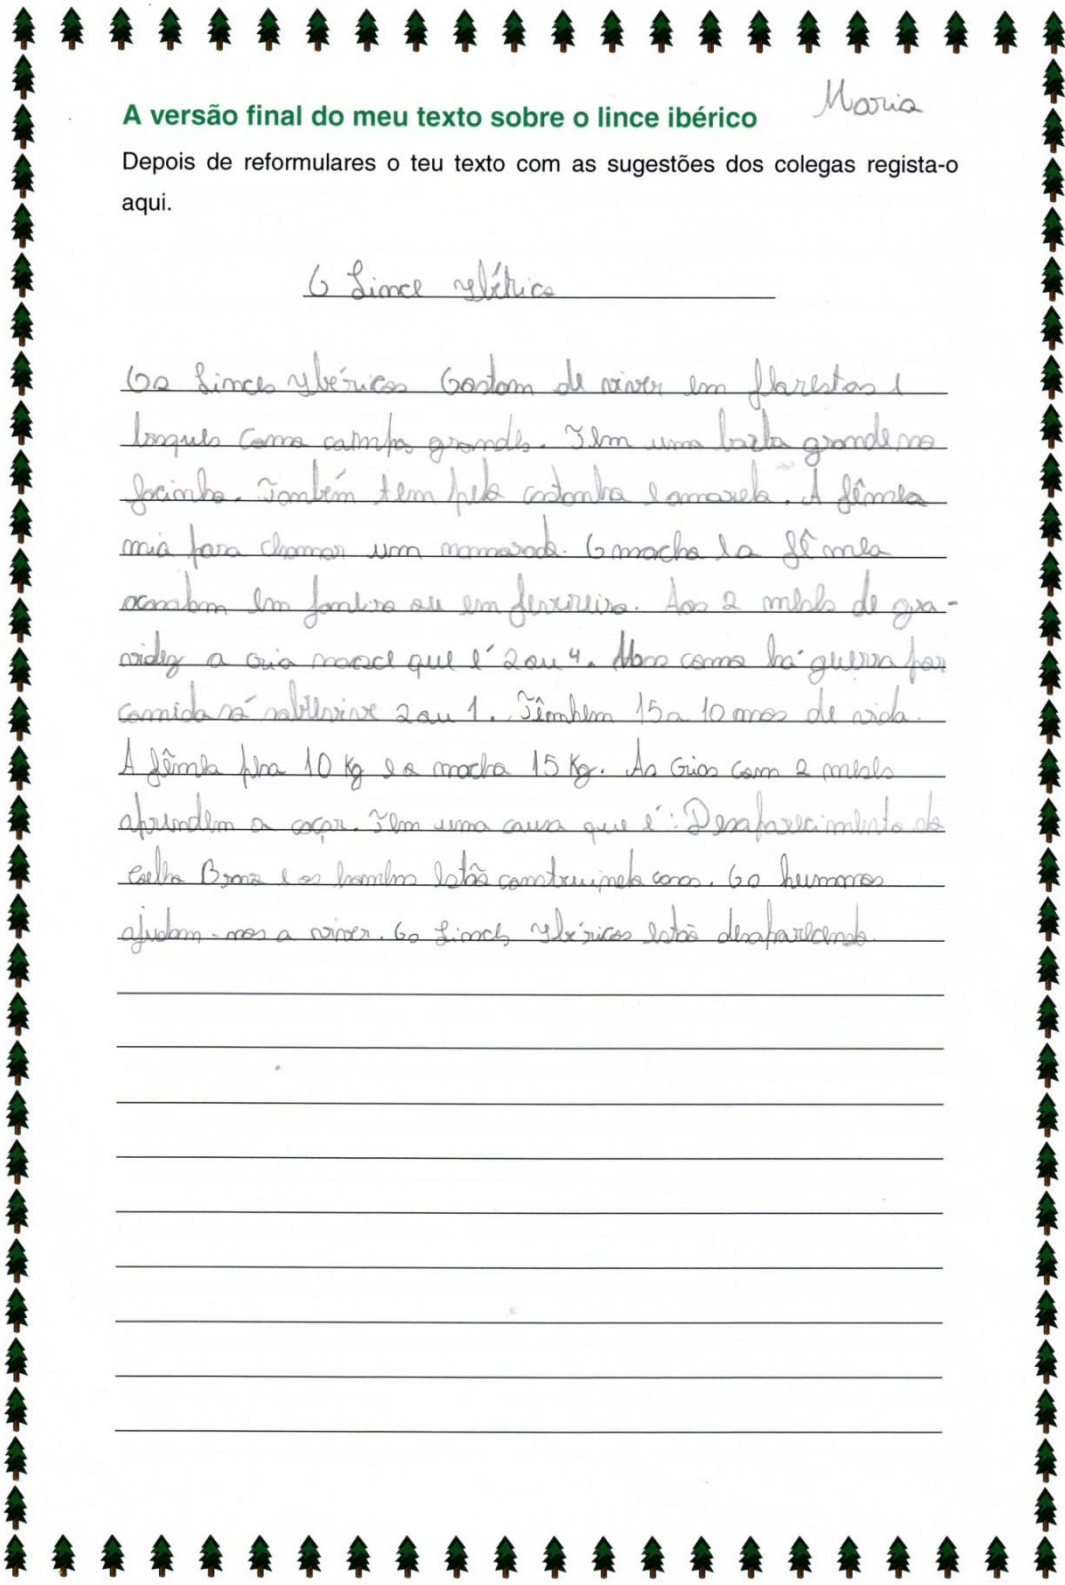 A versão final do meu texto sobre o lince ibérico
Maria
Depois de reformulares o teu texto com as sugestões dos colegas regista-o
aqui.
O Lince Ibérico
Os Linces Ibéricos Gostam de viver em florestas e
bosques como campo grandes. Tem uma barba grande no
focinho. Também tem pelo castanho e amarelo. A fêmea
mia para chamar um namorado. O macho e a fêmea
em janeiro ou em fevereiro. Aos 2 meses de gra-
videz a cria nasce que é 2 ou 4. Mas como há guerra por
comida só sobrevive 2 ou 1. 15 a 10 anos de vida.
A fêmea pesa 10 Kg e o macho 15 Kg. As Crias com 2 meses
aprendem a caçar. Tem uma causa que é: Desaparecimento do
coelho Bravo e os homens estão construindo casas. Os humanos
ajudam-nos a viver. Os Linces Ibéricos estão desaparecendo.